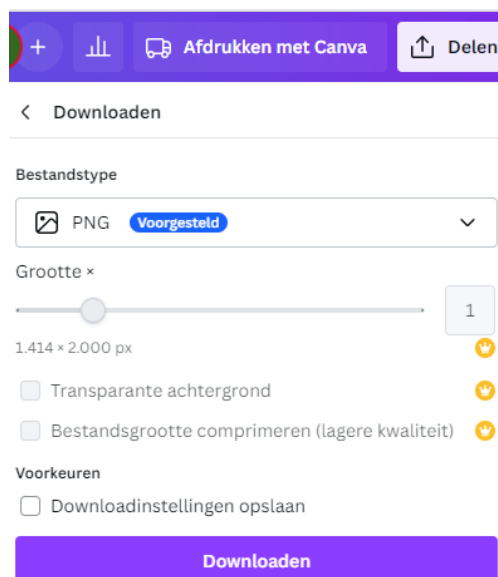 Afdrukken met Canva
Delen
Downloaden
Bestandstype
PNG Voorgesteld
Grootte ×
1
1.414 × 2.000 px
Transparante achtergrond
Bestandsgrootte comprimeren (lagere kwaliteit)
Voorkeuren
Downloadinstellingen opslaan
Downloaden